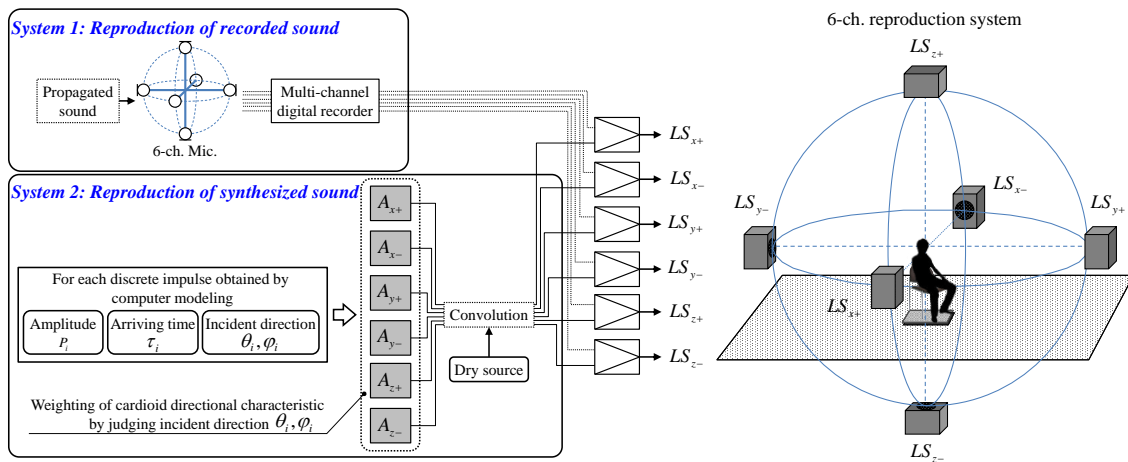 System 1: Reproduction of recorded sound
Propagated
sound
6-ch. Mic.
Multi-channel
digital recorder
System 2: Reproduction of synthesized sound
For each discrete impulse obtained by
computer modeling
Amplitude
P_i
Arriving time
τ_i
Incident direction
θ_i, φ_i
Weighting of cardioid directional characteristic
by judging incident direction θ_i, φ_i
A_{x+}
A_{x−}
A_{y+}
A_{y−}
A_{z+}
A_{z−}
Convolution
Dry source
LS_{x+}
LS_{x−}
LS_{y+}
LS_{y−}
LS_{z+}
LS_{z−}
6-ch. reproduction system
LS_{z+}
LS_{x−}
LS_{y−}
LS_{y+}
LS_{x+}
LS_{z−}